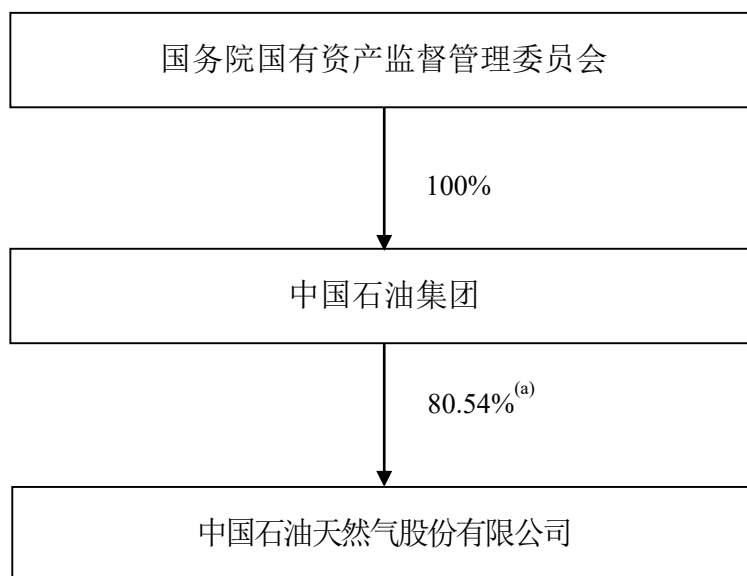 国务院国有资产监督管理委员会
100%
中国石油集团
80.54%(a)
中国石油天然气股份有限公司